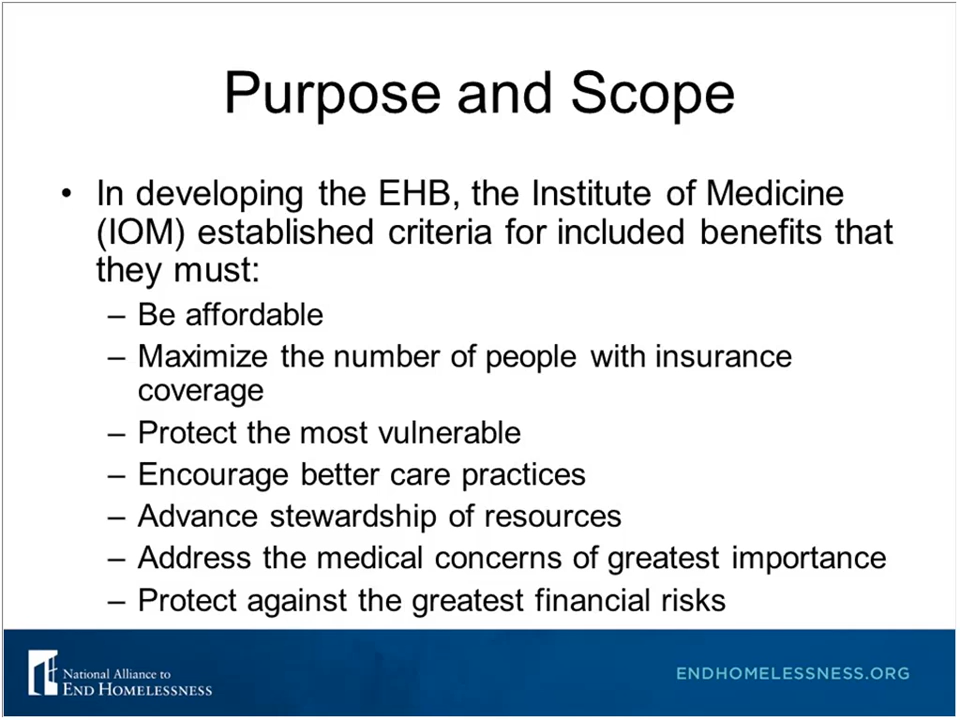 Purpose and Scope
• In developing the EHB, the Institute of Medicine
(IOM) established criteria for included benefits that
they must:
– Be affordable
– Maximize the number of people with insurance
coverage
– Protect the most vulnerable
– Encourage better care practices
– Advance stewardship of resources
– Address the medical concerns of greatest importance
– Protect against the greatest financial risks
National Alliance to
END HOMELESSNESS
ENDHOMELESSNESS.ORG